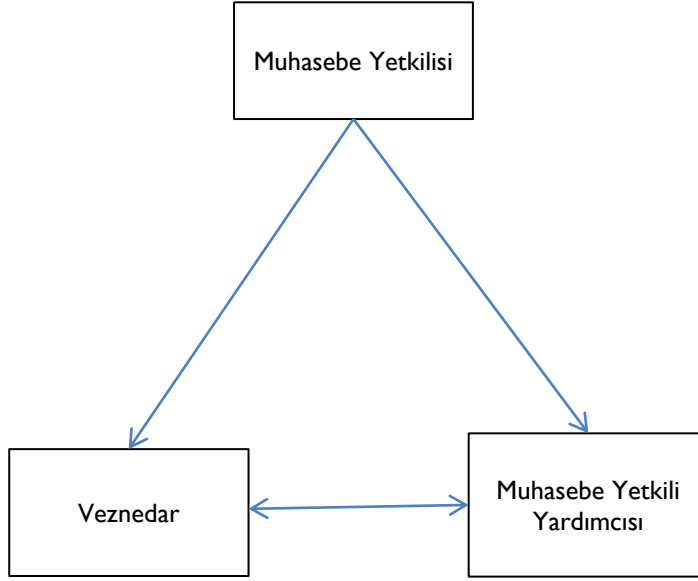 Muhasebe Yetkilisi
Veznedar
Muhasebe Yetkili
Yardımcısı